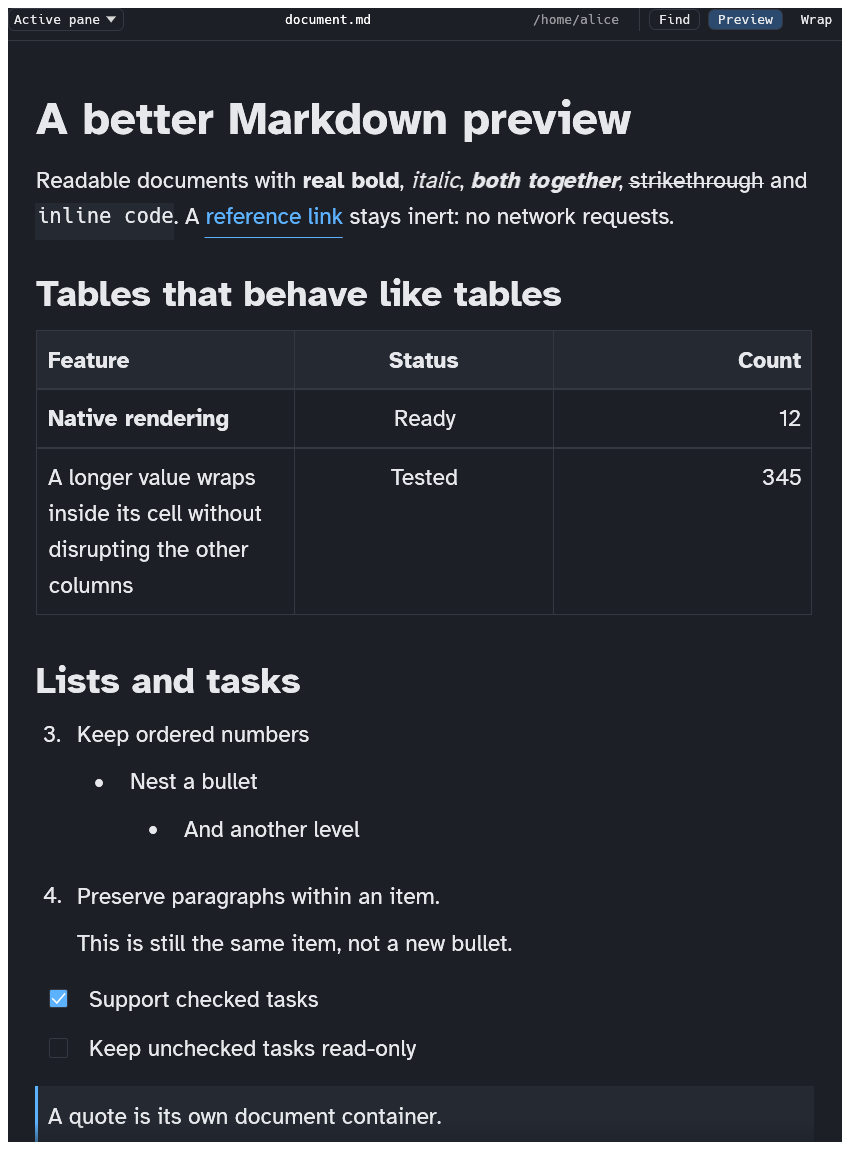 Active pane document.md /home/alice Find Preview Wrap
A better Markdown preview
Readable documents with real bold, italic, both together, strikethrough and
inline code. A reference link stays inert: no network requests.
Tables that behave like tables
Feature Status Count
Native rendering Ready 12
A longer value wraps Tested 345
inside its cell without
disrupting the other
columns
Lists and tasks
3. Keep ordered numbers
• Nest a bullet
• And another level
4. Preserve paragraphs within an item.
This is still the same item, not a new bullet.
Support checked tasks
Keep unchecked tasks read-only
A quote is its own document container.